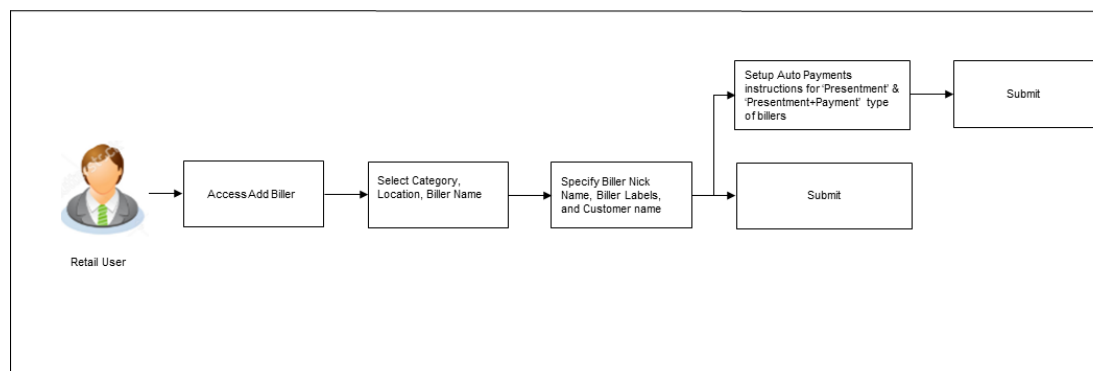 Setup Auto Payments
instructions for 'Presentment' &
'Presentment+Payment' type
of billers
Submit
Access Add Biller
Select Category,
Location, Biller Name
Specify Biller Nick
Name, Biller Labels,
and Customer name
Submit
Retail User